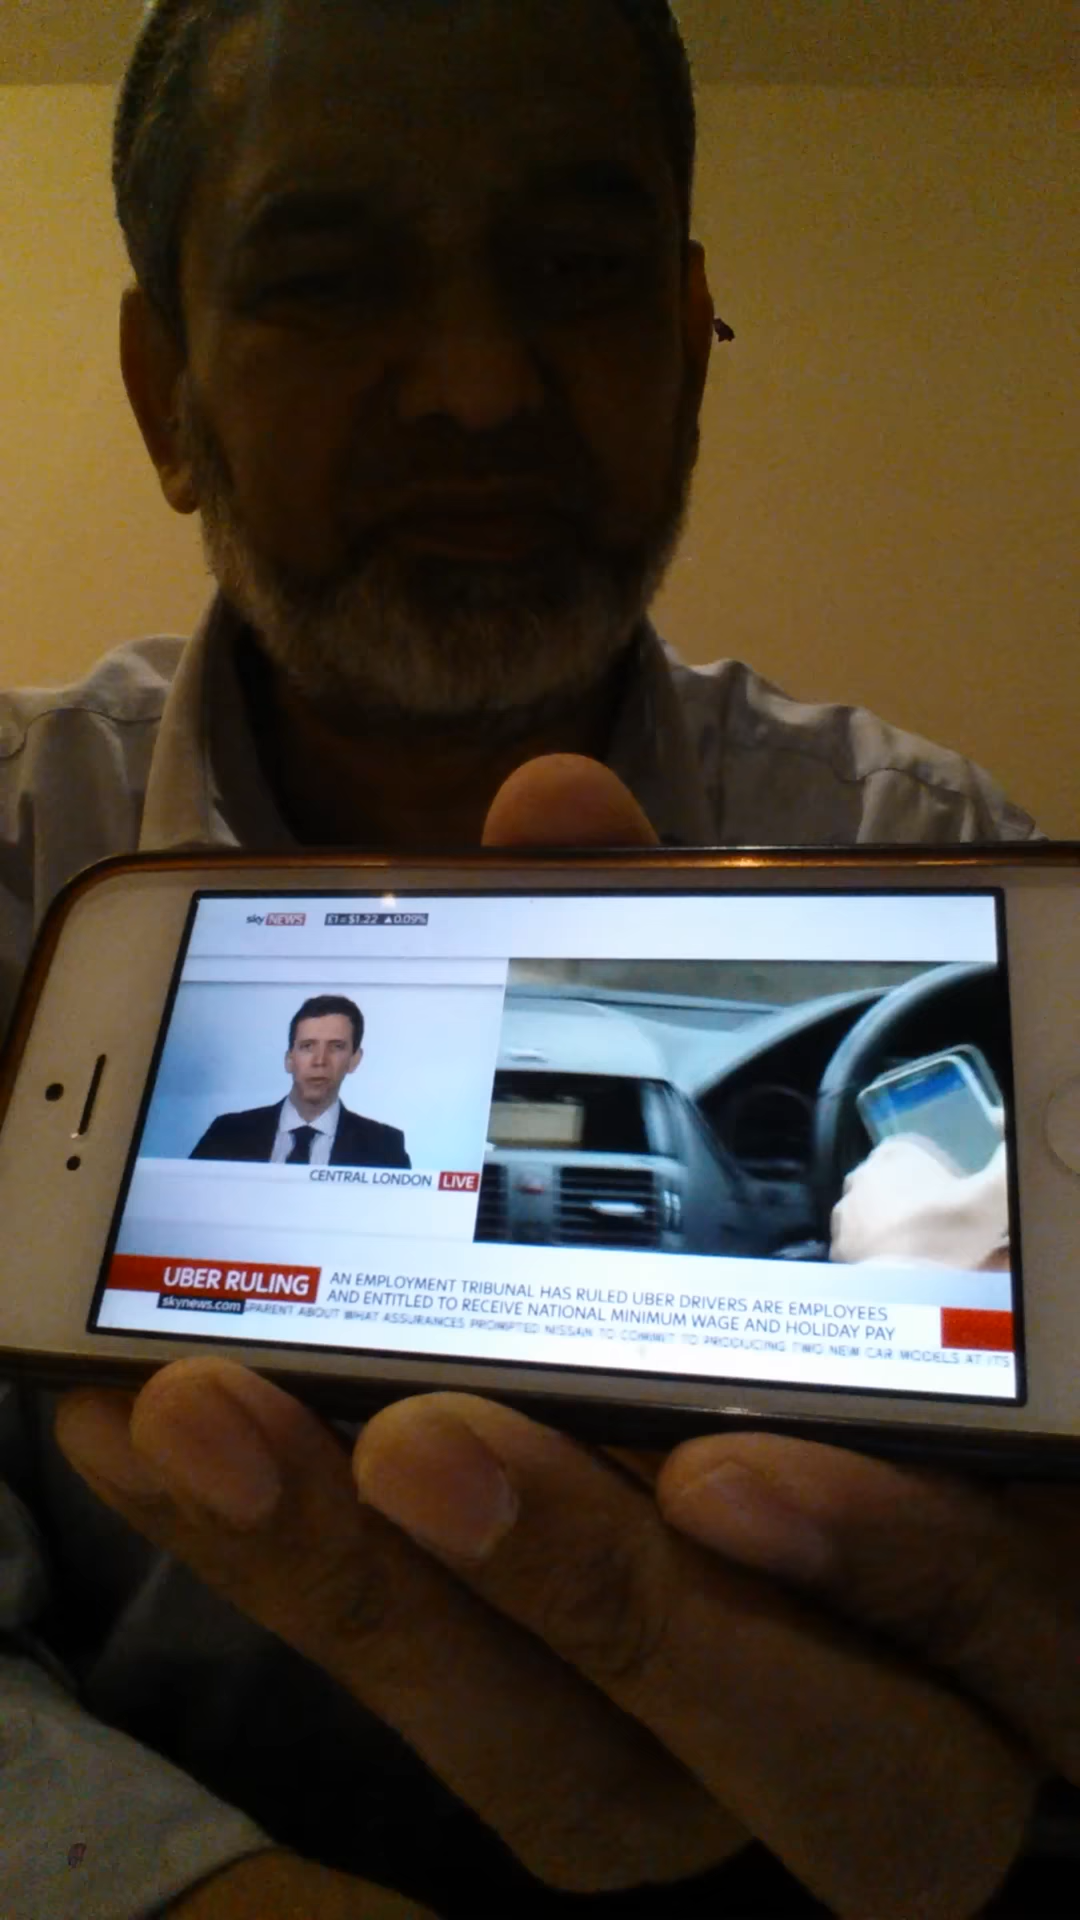 sky NEWS £1=$1.22 ▲0.09%
CENTRAL LONDON LIVE
UBER RULING
AN EMPLOYMENT TRIBUNAL HAS RULED UBER DRIVERS ARE EMPLOYEES
AND ENTITLED TO RECEIVE NATIONAL MINIMUM WAGE AND HOLIDAY PAY
skynews.com SPARENT ABOUT WHAT ASSURANCES PROMPTED NISSAN TO COMMIT TO PRODUCING TWO NEW CAR MODELS AT ITS